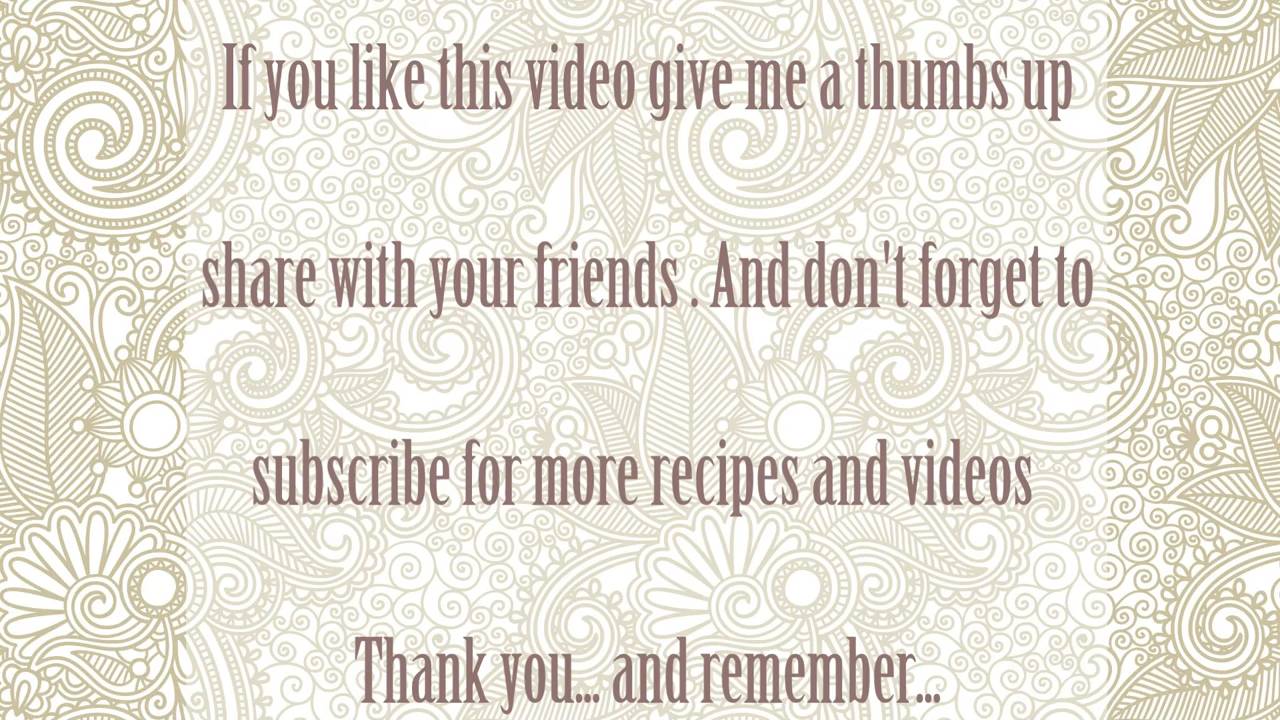 If you like this video give me a thumbs up
share with your friends . And don't forget to
subscribe for more recipes and videos
Thank you... and remember...